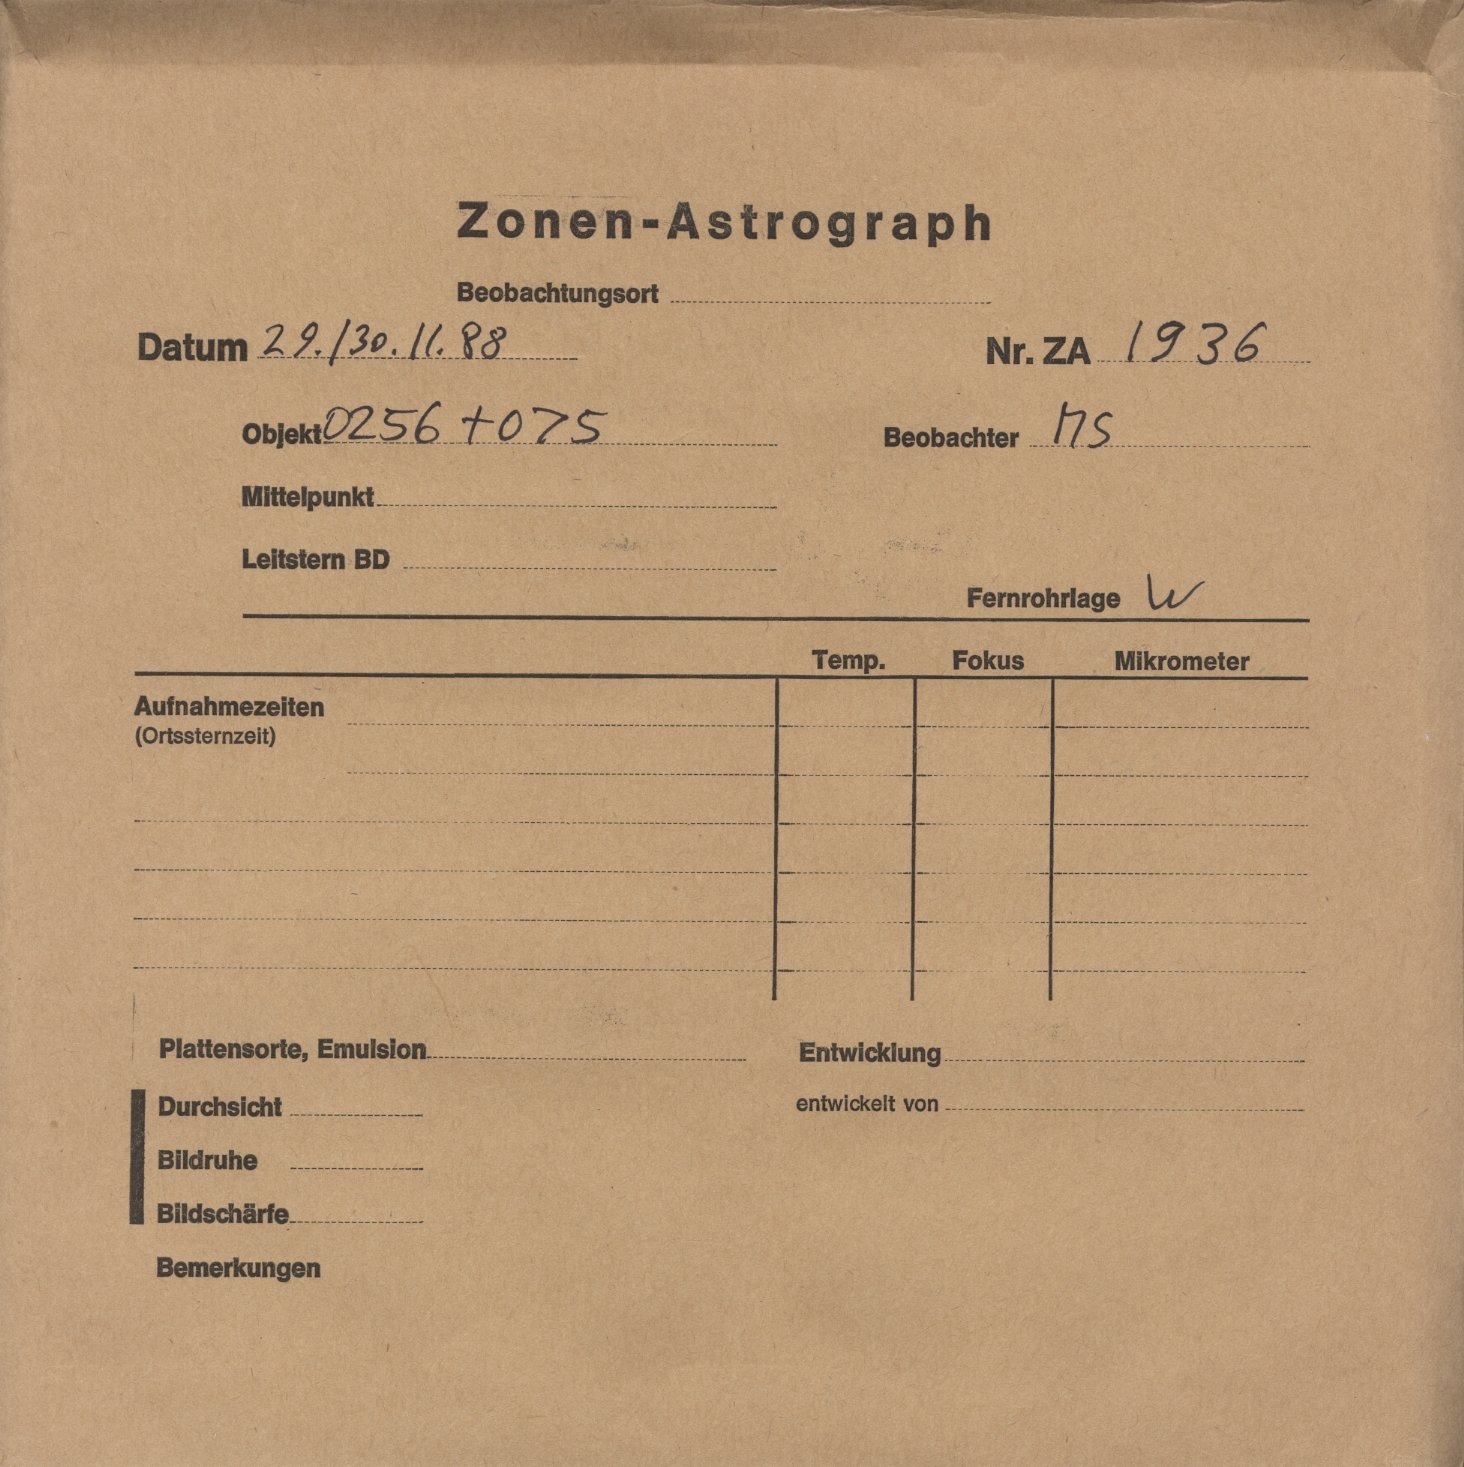 Zonen-Astrograph
Beobachtungsort
Datum 29./30.11.88
Nr. ZA 1936
Objekt 0256+075
Beobachter MS
Mittelpunkt
Leitstern BD
Fernrohrlage W
Temp. Fokus Mikrometer
Aufnahmezeiten
(Ortssternzeit)
Plattensorte, Emulsion
Entwicklung
Durchsicht
entwickelt von
Bildruhe
Bildschärfe
Bemerkungen